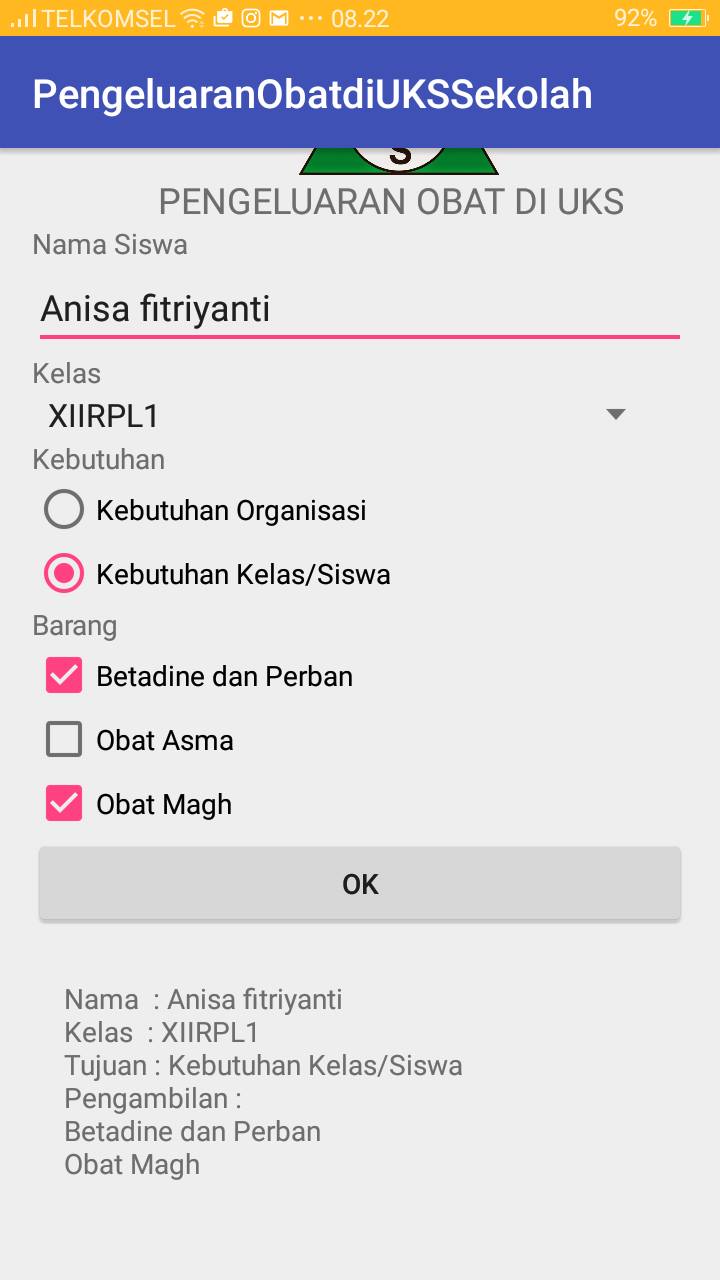 TELKOMSEL ... 08.22 92%
PengeluaranObatdiUKSSekolah
S
PENGELUARAN OBAT DI UKS
Nama Siswa
Anisa fitriyanti
Kelas
XIIRPL1
Kebutuhan
Kebutuhan Organisasi
Kebutuhan Kelas/Siswa
Barang
Betadine dan Perban
Obat Asma
Obat Magh
OK
Nama : Anisa fitriyanti
Kelas : XIIRPL1
Tujuan : Kebutuhan Kelas/Siswa
Pengambilan :
Betadine dan Perban
Obat Magh